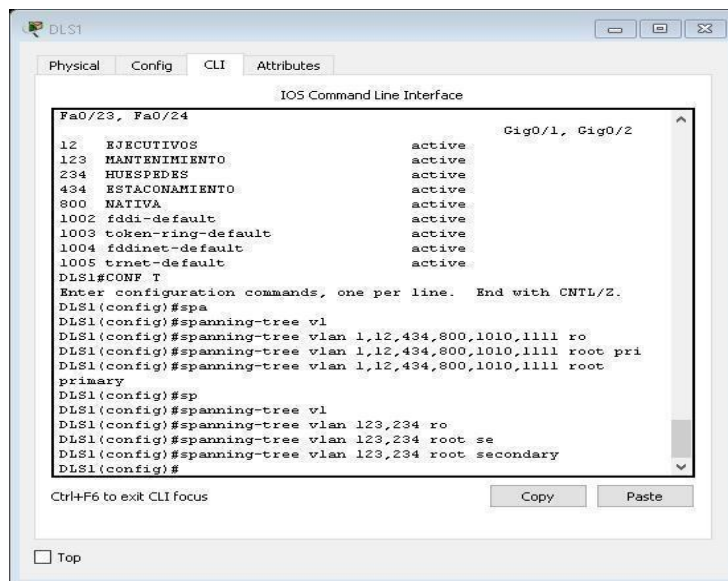 DLS1
Physical Config CLI Attributes
IOS Command Line Interface
Fa0/23, Fa0/24
Gig0/1, Gig0/2
12 EJECUTIVOS active
123 MANTENIMIENTO active
234 HUESPEDES active
434 ESTACONAMIENTO active
800 NATIVA active
1002 fddi-default active
1003 token-ring-default active
1004 fddinet-default active
1005 trnet-default active
DLS1#CONF T
Enter configuration commands, one per line. End with CNTL/Z.
DLS1(config)#spa
DLS1(config)#spanning-tree vl
DLS1(config)#spanning-tree vlan 1,12,434,800,1010,1111 ro
DLS1(config)#spanning-tree vlan 1,12,434,800,1010,1111 root pri
DLS1(config)#spanning-tree vlan 1,12,434,800,1010,1111 root
primary
DLS1(config)#sp
DLS1(config)#spanning-tree vl
DLS1(config)#spanning-tree vlan 123,234 ro
DLS1(config)#spanning-tree vlan 123,234 root se
DLS1(config)#spanning-tree vlan 123,234 root secondary
DLS1(config)#
Ctrl+F6 to exit CLI focus
Copy Paste
Top